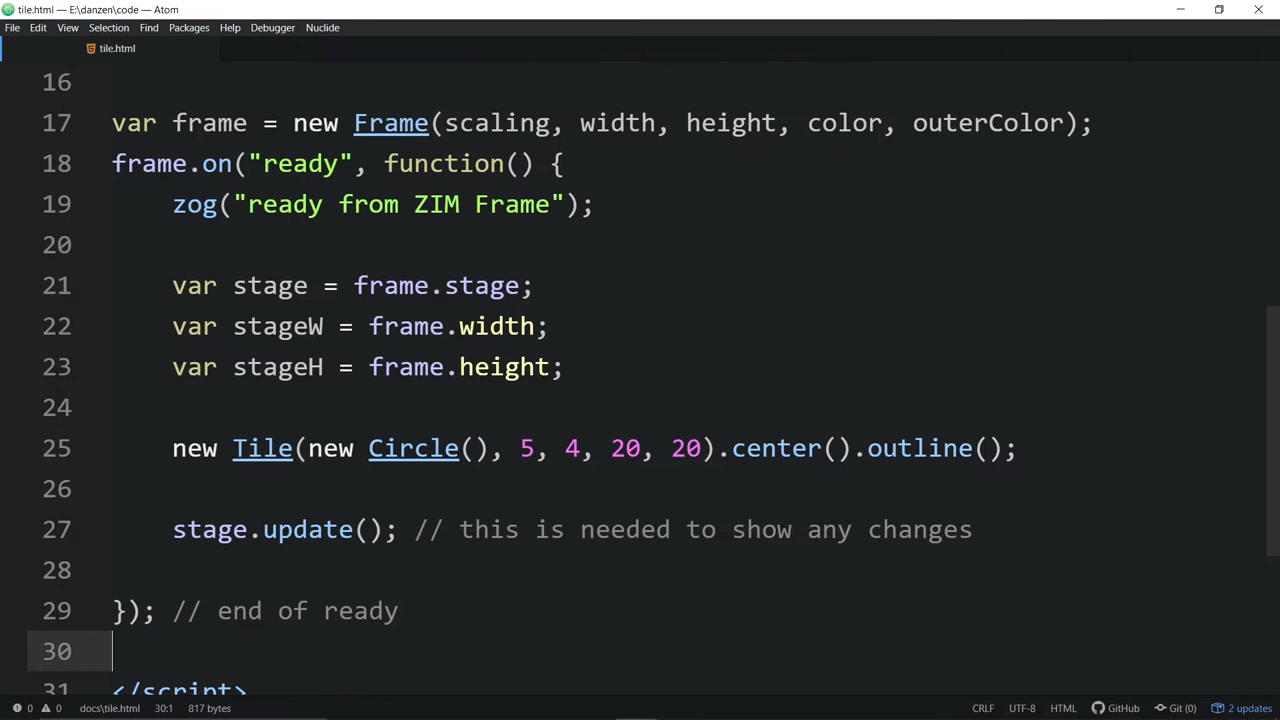 tile.html — E:\danzen\code — Atom
File Edit View Selection Find Packages Help Debugger Nuclide
tile.html
16
17 var frame = new Frame(scaling, width, height, color, outerColor);
18 frame.on("ready", function() {
19 zog("ready from ZIM Frame");
20
21 var stage = frame.stage;
22 var stageW = frame.width;
23 var stageH = frame.height;
24
25 new Tile(new Circle(), 5, 4, 20, 20).center().outline();
26
27 stage.update(); // this is needed to show any changes
28
29 }); // end of ready
30
31 </script>
0 0 docs\tile.html 30:1 817 bytes CRLF UTF-8 HTML GitHub Git (0) 2 updates